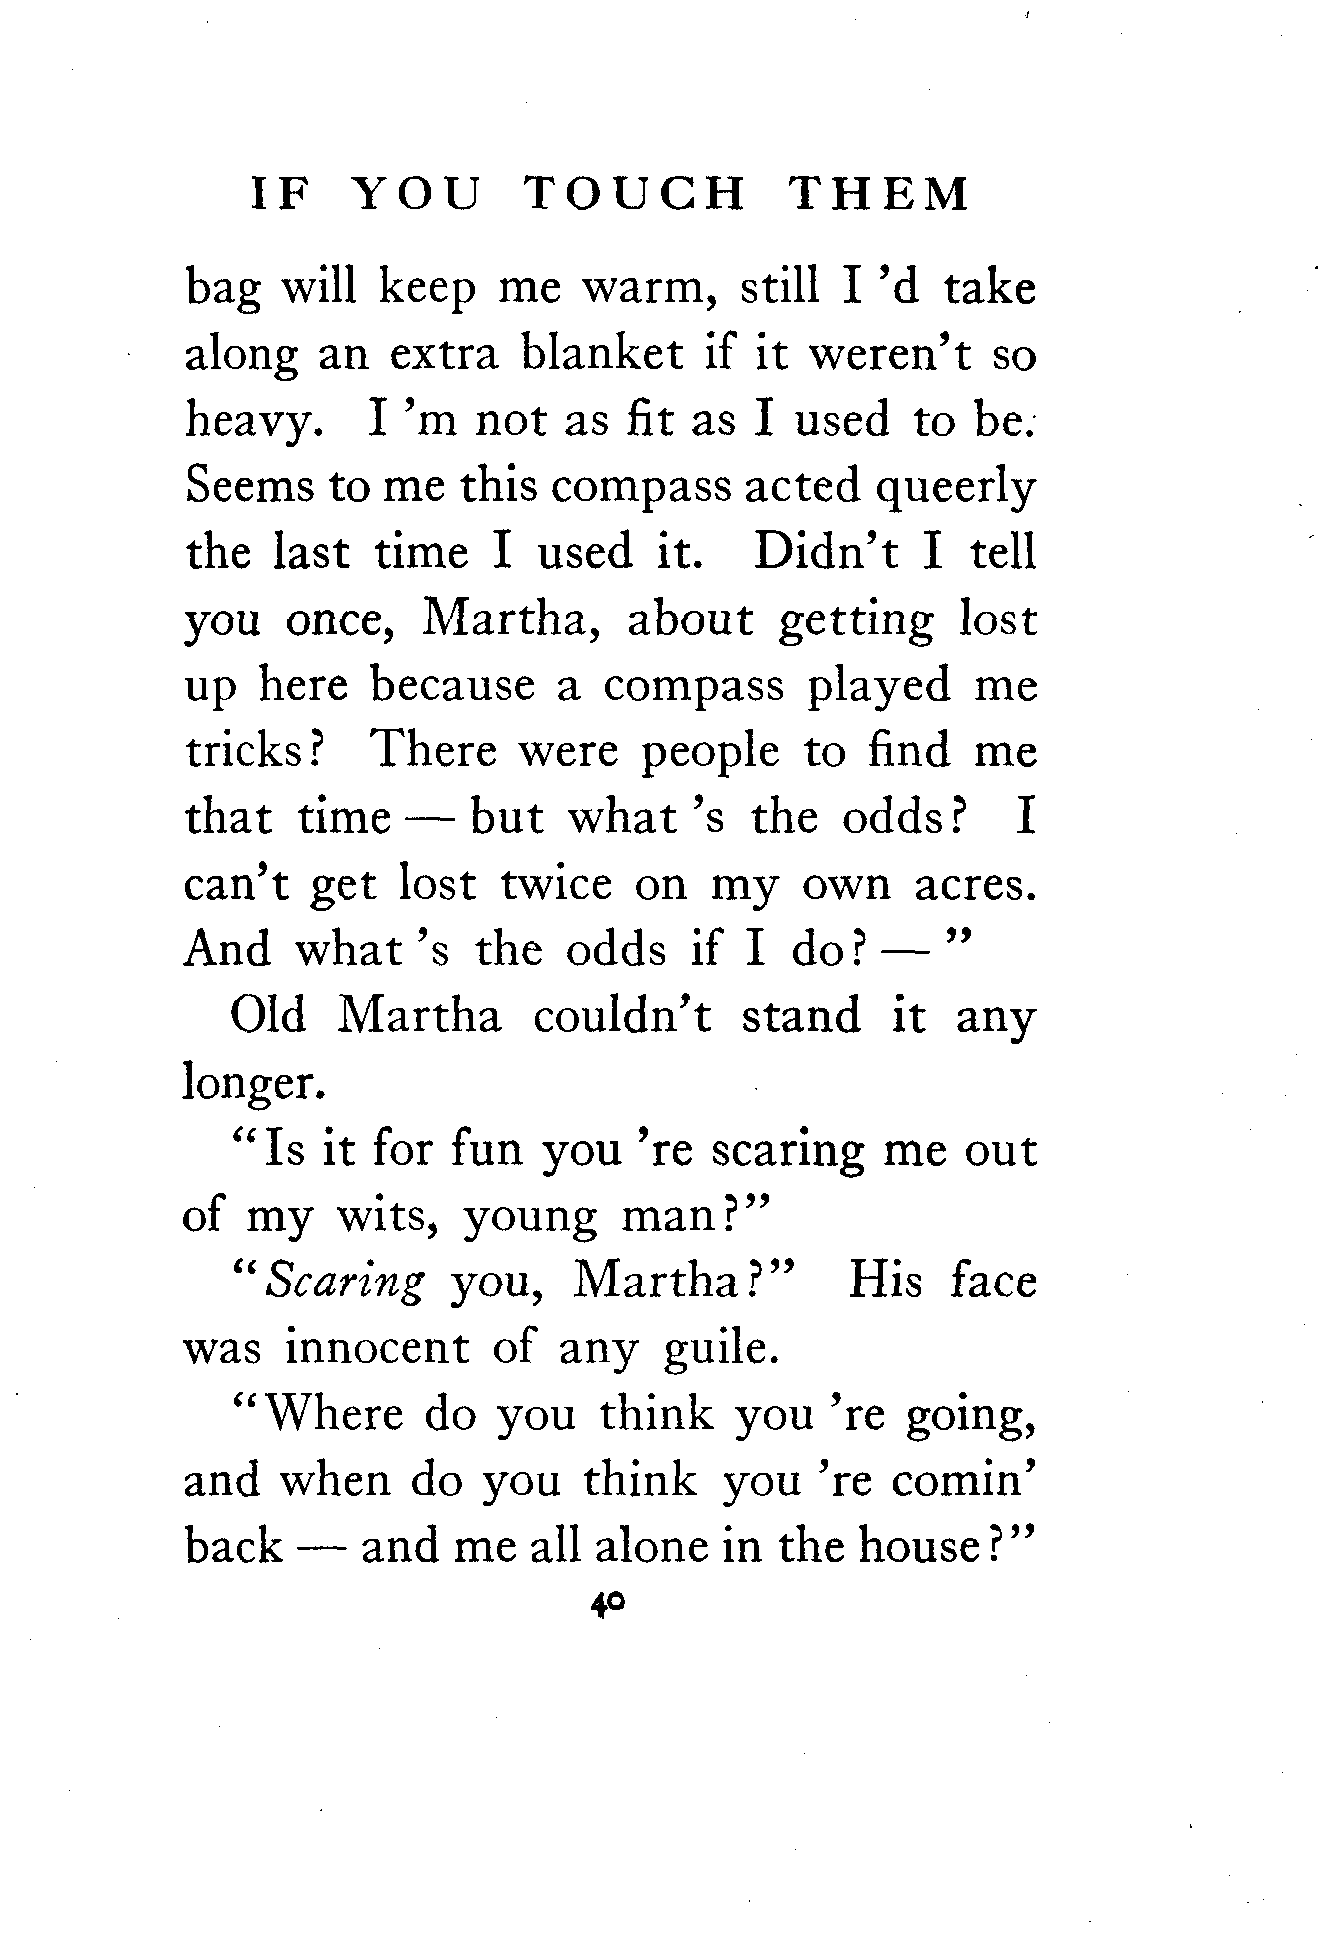 IF YOU TOUCH THEM
bag will keep me warm, still I 'd take
along an extra blanket if it weren't so
heavy. I 'm not as fit as I used to be.
Seems to me this compass acted queerly
the last time I used it. Didn't I tell
you once, Martha, about getting lost
up here because a compass played me
tricks? There were people to find me
that time — but what 's the odds? I
can't get lost twice on my own acres.
And what 's the odds if I do? — "
Old Martha couldn't stand it any
longer.
"Is it for fun you 're scaring me out
of my wits, young man?"
"Scaring you, Martha?" His face
was innocent of any guile.
"Where do you think you 're going,
and when do you think you 're comin'
back — and me all alone in the house?"
40